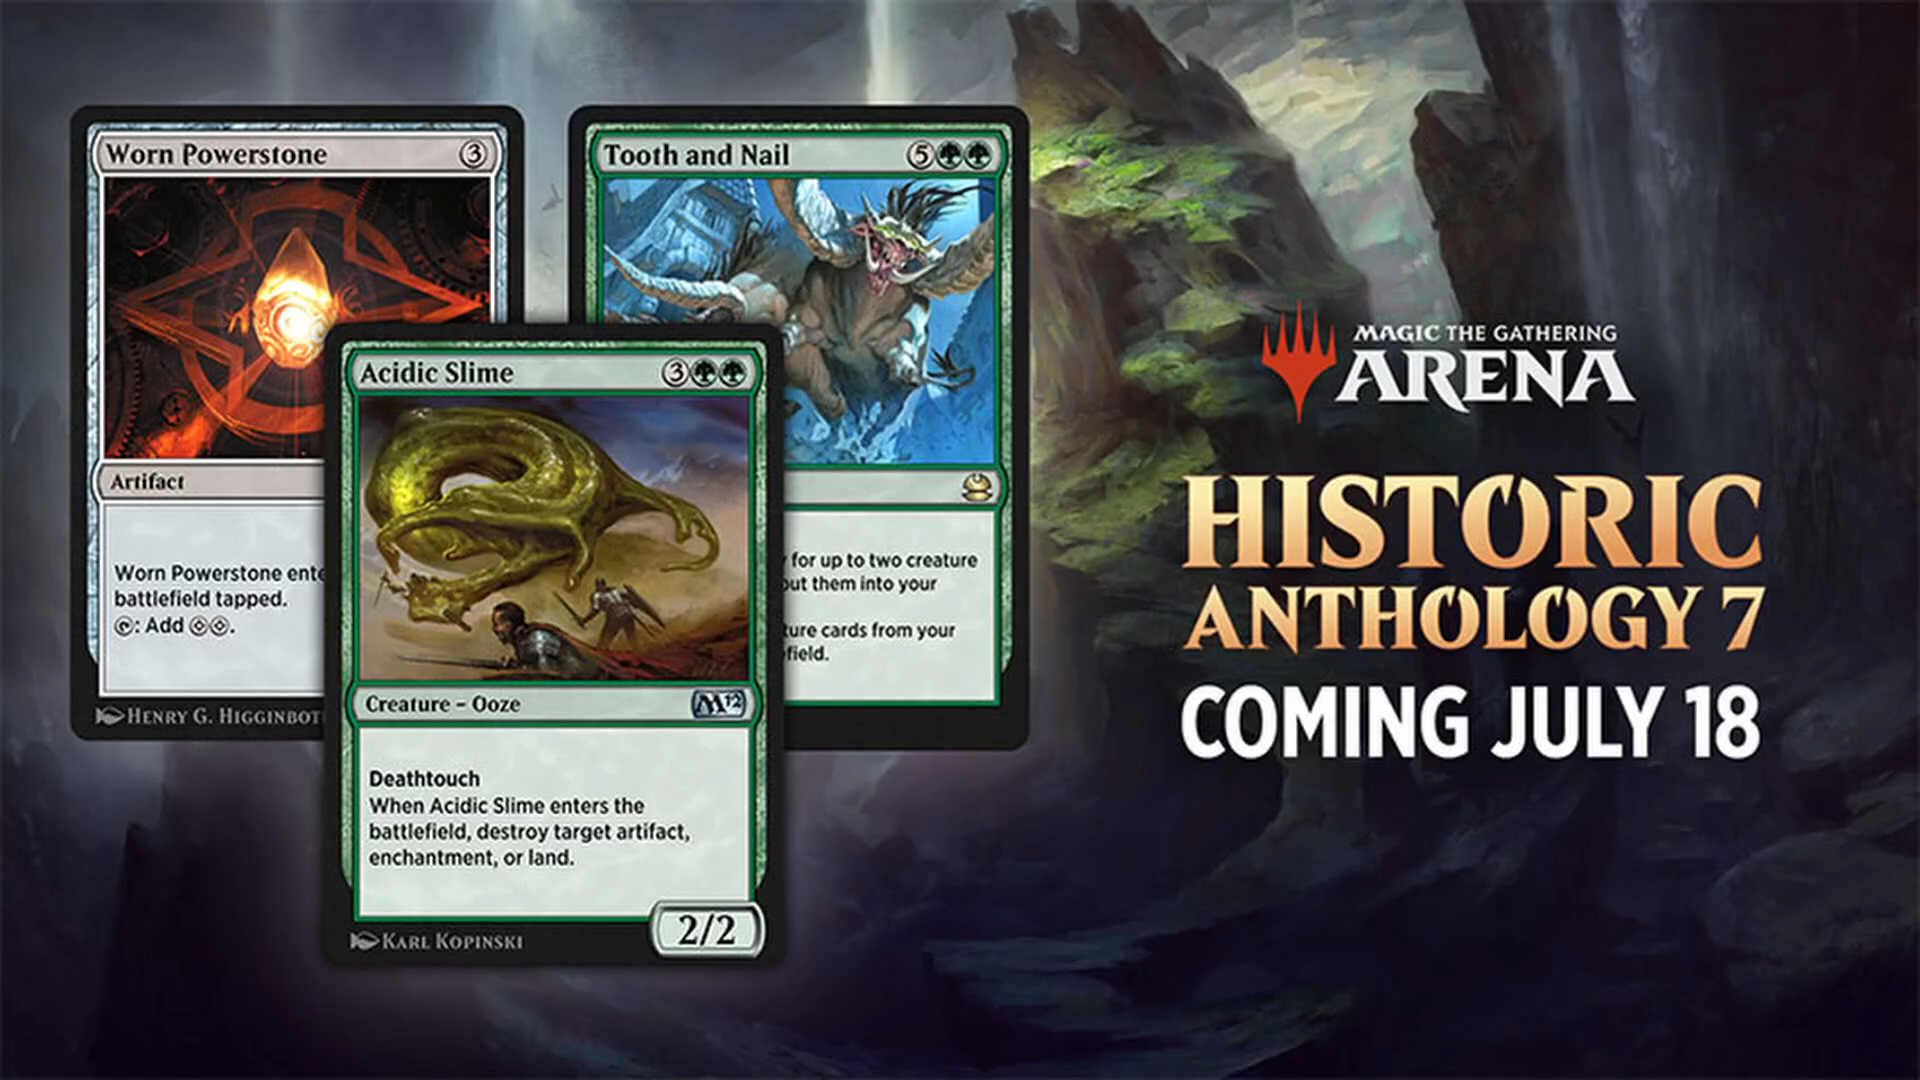 Worn Powerstone 3
Artifact
Worn Powerstone ente
battlefield tapped.
: Add .
HENRY G. HIGGINBOT
Tooth and Nail 5
for up to two creature
put them into your
ture cards from your
field.
Acidic Slime 3
Creature – Ooze
M12
Deathtouch
When Acidic Slime enters the
battlefield, destroy target artifact,
enchantment, or land.
2/2
KARL KOPINSKI
MAGIC THE GATHERING
ARENA
HISTORIC
ANTHOLOGY 7
COMING JULY 18